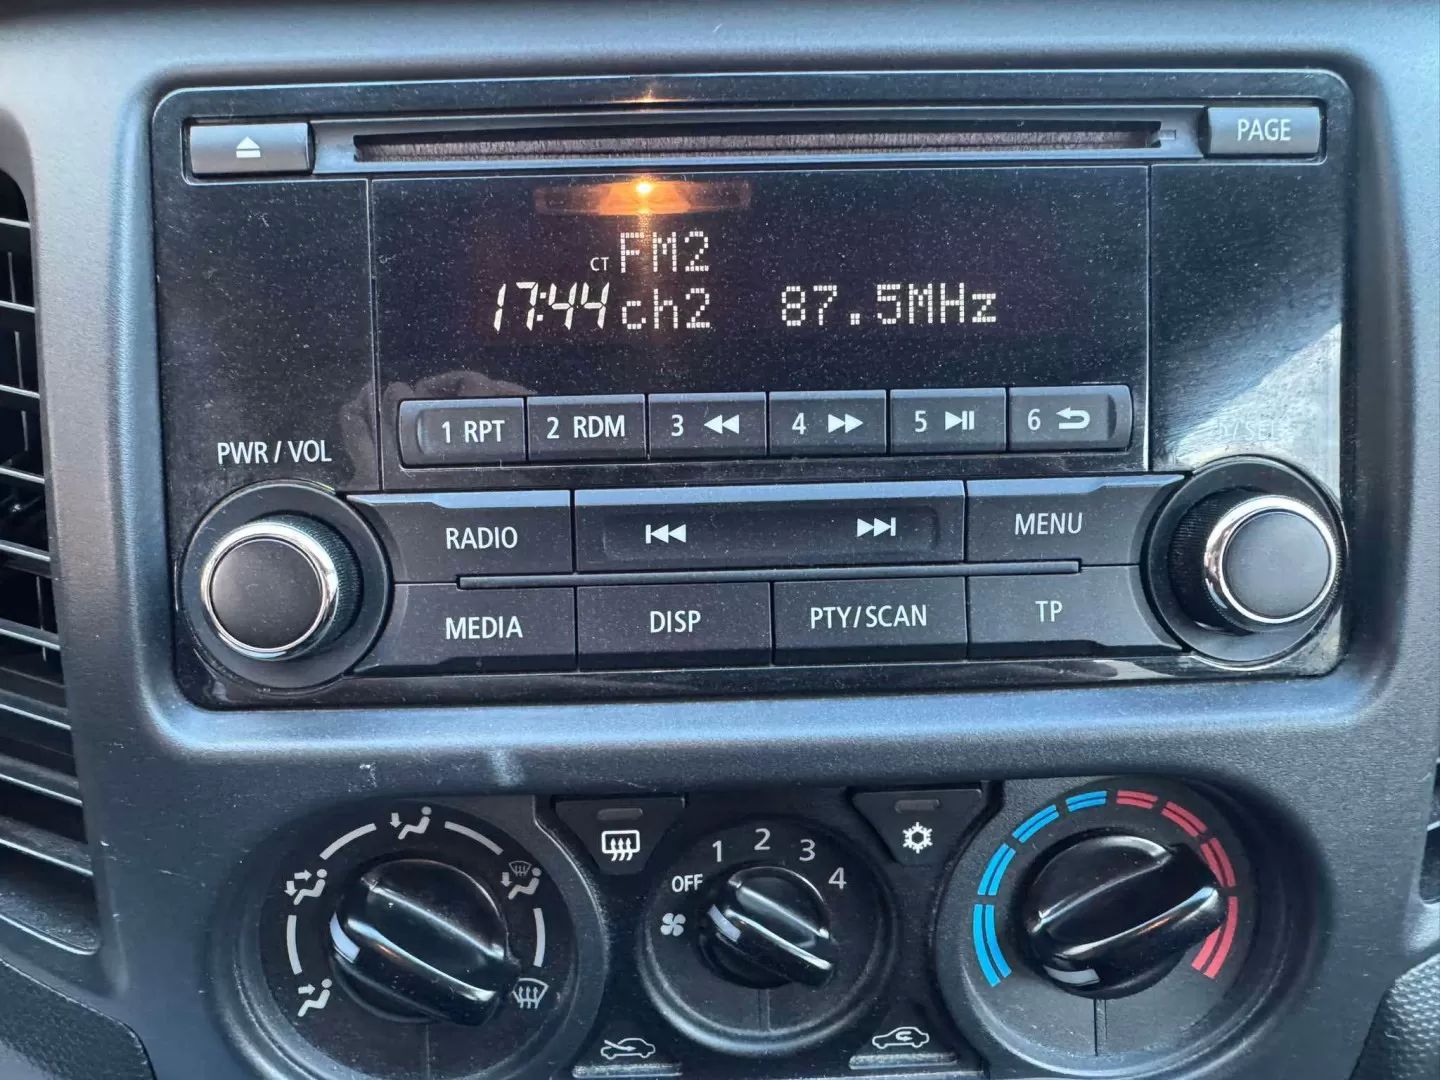 PAGE
CT FM2
17:44 ch2 87.5MHz
1 RPT 2 RDM 3 4 5 6
PWR / VOL
RADIO MENU
MEDIA DISP PTY/SCAN TP
OFF 1 2 3 4